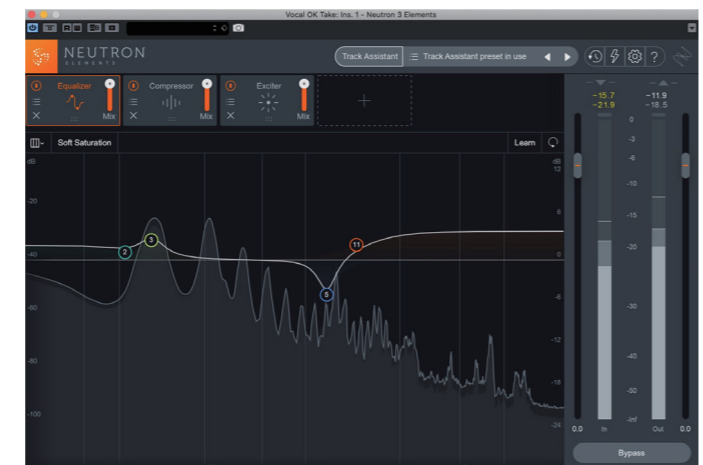 Vocal OK Take: Ins. 1 - Neutron 3 Elements
NEUTRON
ELEMENTS
Track Assistant
Track Assistant preset in use
?
Equalizer
Mix
Compressor
Mix
Exciter
Mix
+
-15.7
-21.9
-11.9
-18.5
Soft Saturation
Learn
dB
-20
-40
-60
-80
-100
dB
12
6
0
-6
-12
-18
-24
2
3
5
11
0
-3
-6
-10
-15
-20
-30
-40
-50
-Inf
0.0
In
Out
0.0
Bypass